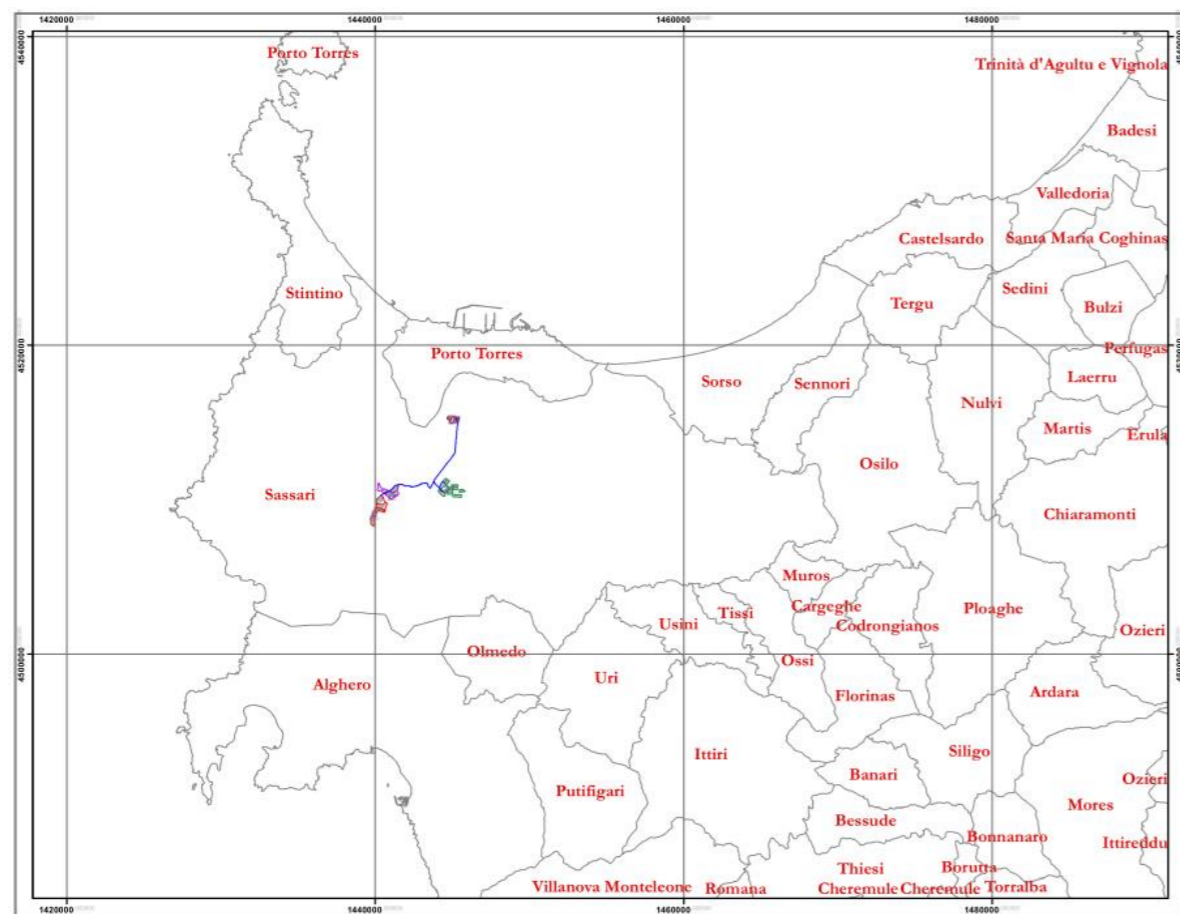 1420000 1440000 1460000 1480000
4540000 4540000
Porto Torres
Trinità d'Agultu e Vignola
Badesi
Valledoria
Castelsardo
Santa Maria Coghinas
Stintino
Tergu
Sedini
Bulzi
4520000 4520000
Porto Torres
Perfugas
Sorso
Sennori
Laerru
Nulvi
Martis
Erula
Osilo
Sassari
Chiaramonti
Muros
Cargeghe
Ploaghe
Tissi
Usini
Codrongianos
Ozieri
Olmedo
4500000 4500000
Ossi
Uri
Alghero
Florinas
Ardara
Siligo
Ittiri
Banari
Ozieri
Putifigari
Mores
Bessude
Bonnanaro
Ittireddu
Thiesi
Borutta
Villanova Monteleone
Romana
Cheremule
Cheremule
Torralba
1420000 1440000 1460000 1480000